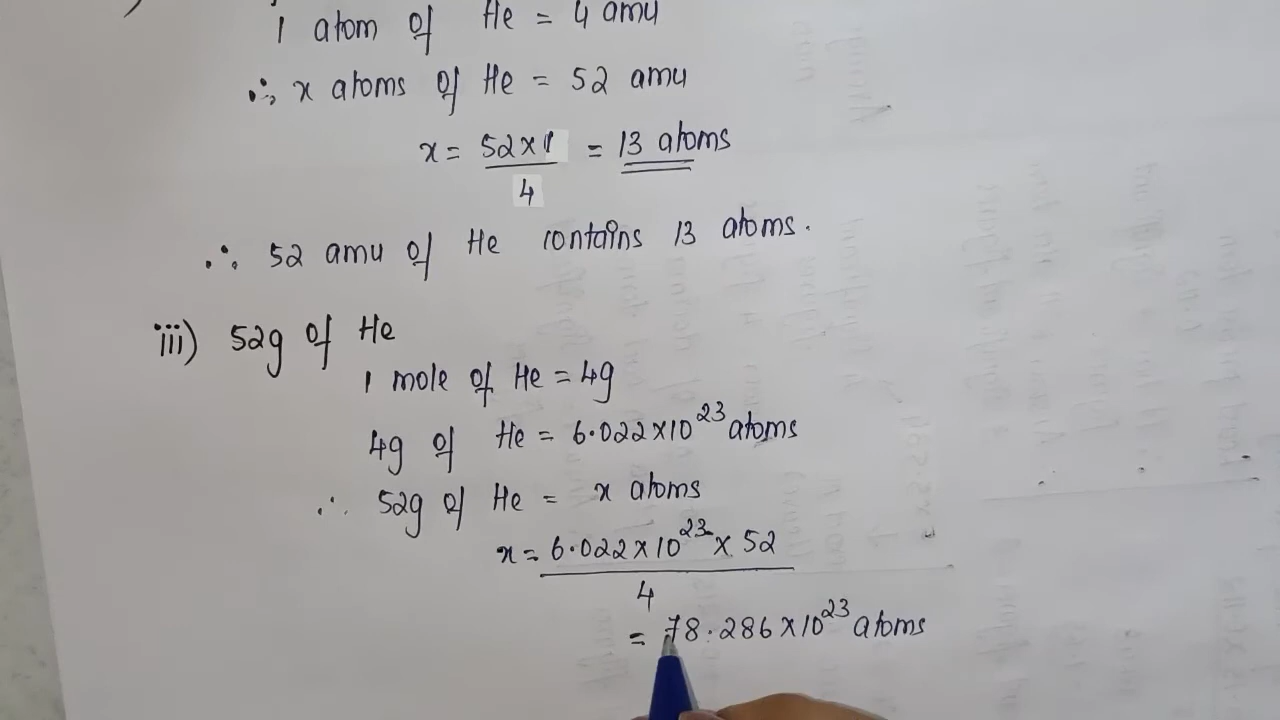 1 atom of He = 4 amu
∴ x atoms of He = 52 amu
x = 52×1 = 13 atoms
4
∴ 52 amu of He contains 13 atoms.
iii) 52g of He
1 mole of He = 4g
4g of He = 6.022×10²³ atoms
∴ 52g of He = x atoms
x = 6.022×10²³ × 52
4
= 78.286×10²³ atoms